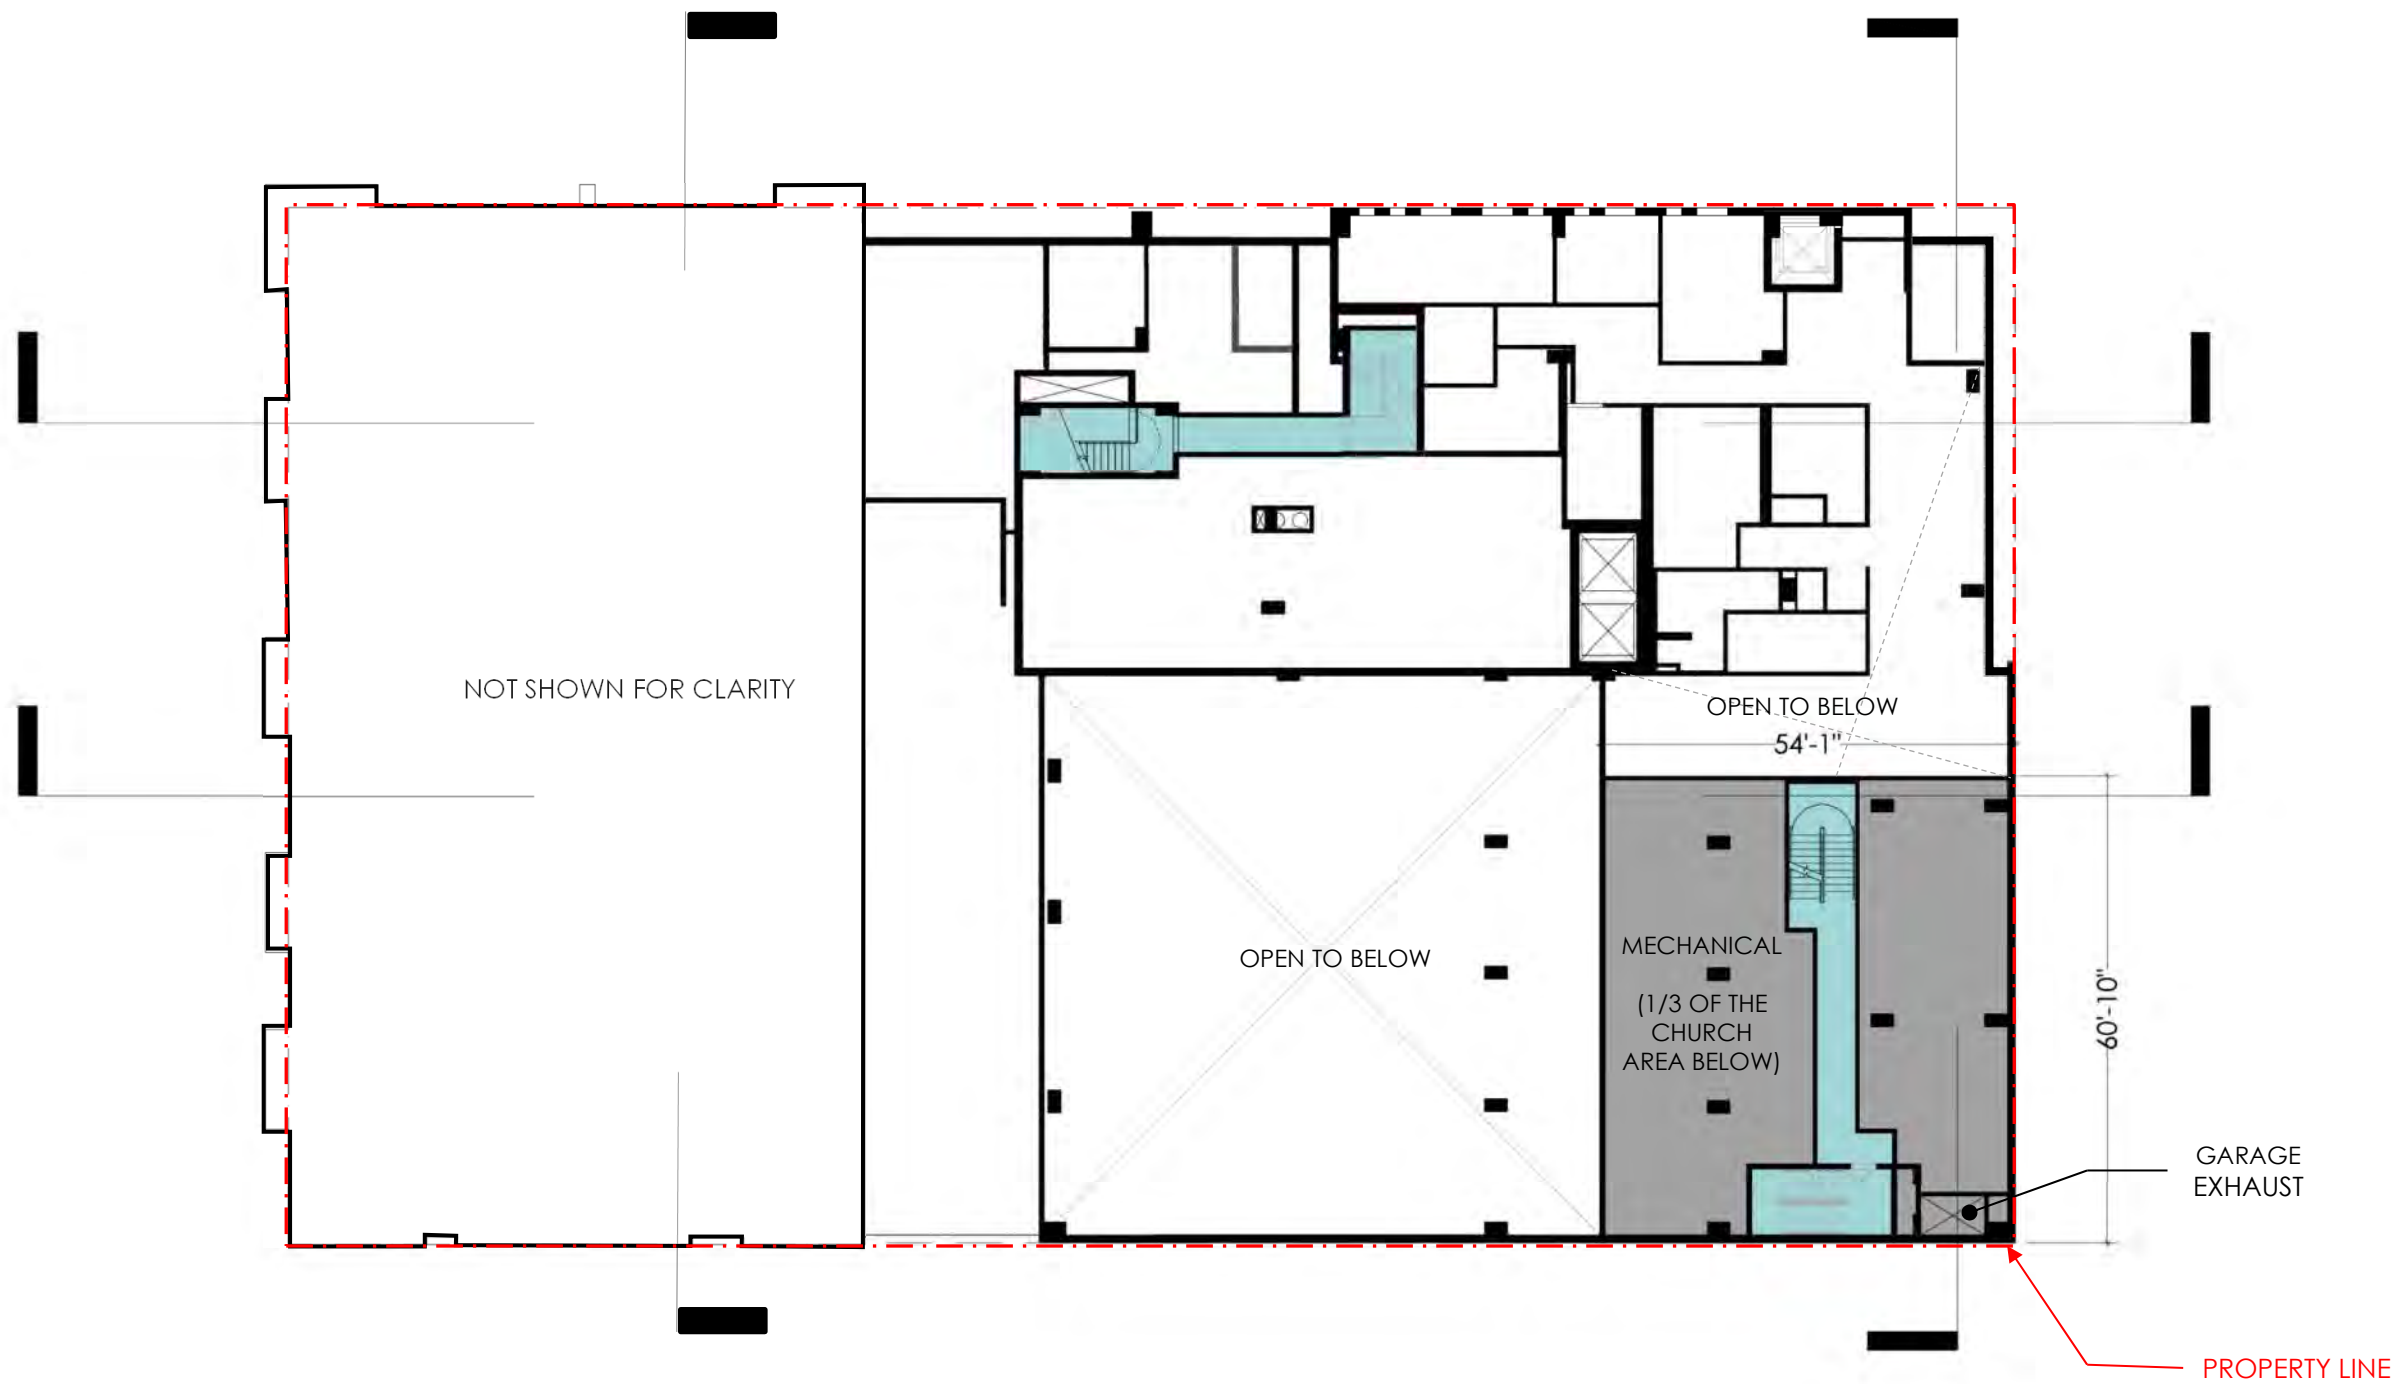 NOT SHOWN FOR CLARITY
OPEN TO BELOW
54'-1"
OPEN TO BELOW
MECHANICAL
(1/3 OF THE
CHURCH
AREA BELOW)
60'-10"
GARAGE
EXHAUST
PROPERTY LINE